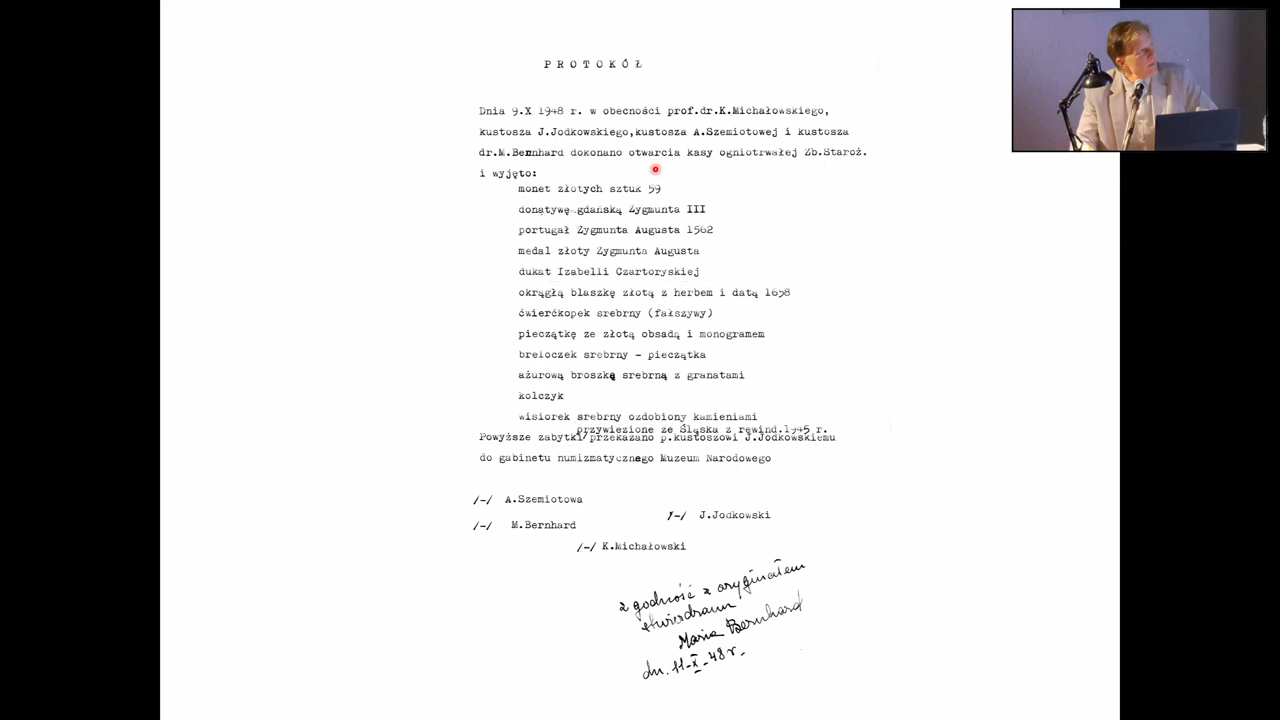 PROTOKÓŁ
Dnia 9.X 1948 r. w obecności prof.dr.K.Michałowskiego,
kustosza J.Jodkowskiego,kustosza A.Szemiotowej i kustosza
dr.M.Bernhard dokonano otwarcia kasy ogniotrwałej Zb.Staroż.
i wyjęto:
monet złotych sztuk 59
donatywę gdańską Zygmunta III
portugał Zygmunta Augusta 1562
medal złoty Zygmunta Augusta
dukat Izabelli Czartoryskiej
okrągłą blaszkę złotą z herbem i datą 1658
ćwierćkopek srebrny (fałszywy)
pieczątkę ze złotą obsadą i monogramem
breloczek srebrny - pieczątka
ażurową broszkę srebrną z granatami
kolczyk
wisiorek srebrny ozdobiony kamieniami
przywiezione ze Śląska z rewind.1945 r.
Powyższe zabytki/przekazano p.kustoszowi J.Jodkowskiemu
do gabinetu numizmatycznego Muzeum Narodowego
/-/ A.Szemiotowa
/-/ J.Jodkowski
/-/ M.Bernhard
/-/ K.Michałowski
z godność z oryginałem
stwierdzam
Maria Bernhard
dn. 11-X-48r.